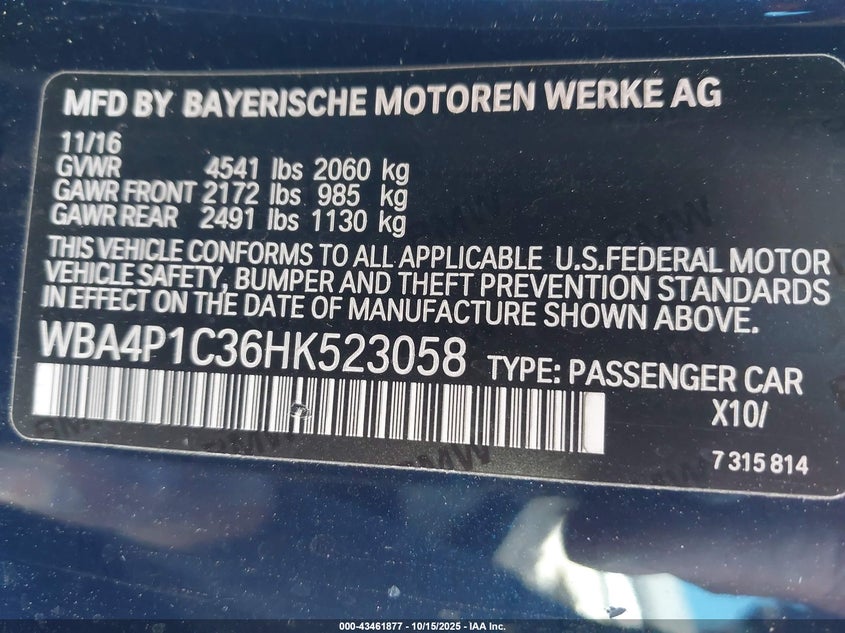 MFD BY BAYERISCHE MOTOREN WERKE AG
11/16
GVWR 4541 lbs 2060 kg
GAWR FRONT 2172 lbs 985 kg
GAWR REAR 2491 lbs 1130 kg
THIS VEHICLE CONFORMS TO ALL APPLICABLE U.S.FEDERAL MOTOR
VEHICLE SAFETY, BUMPER AND THEFT PREVENTION STANDARDS
IN EFFECT ON THE DATE OF MANUFACTURE SHOWN ABOVE.
WBA4P1C36HK523058 TYPE: PASSENGER CAR
X10/
7 315 814
000-43461877 - 10/15/2025 - IAA Inc.